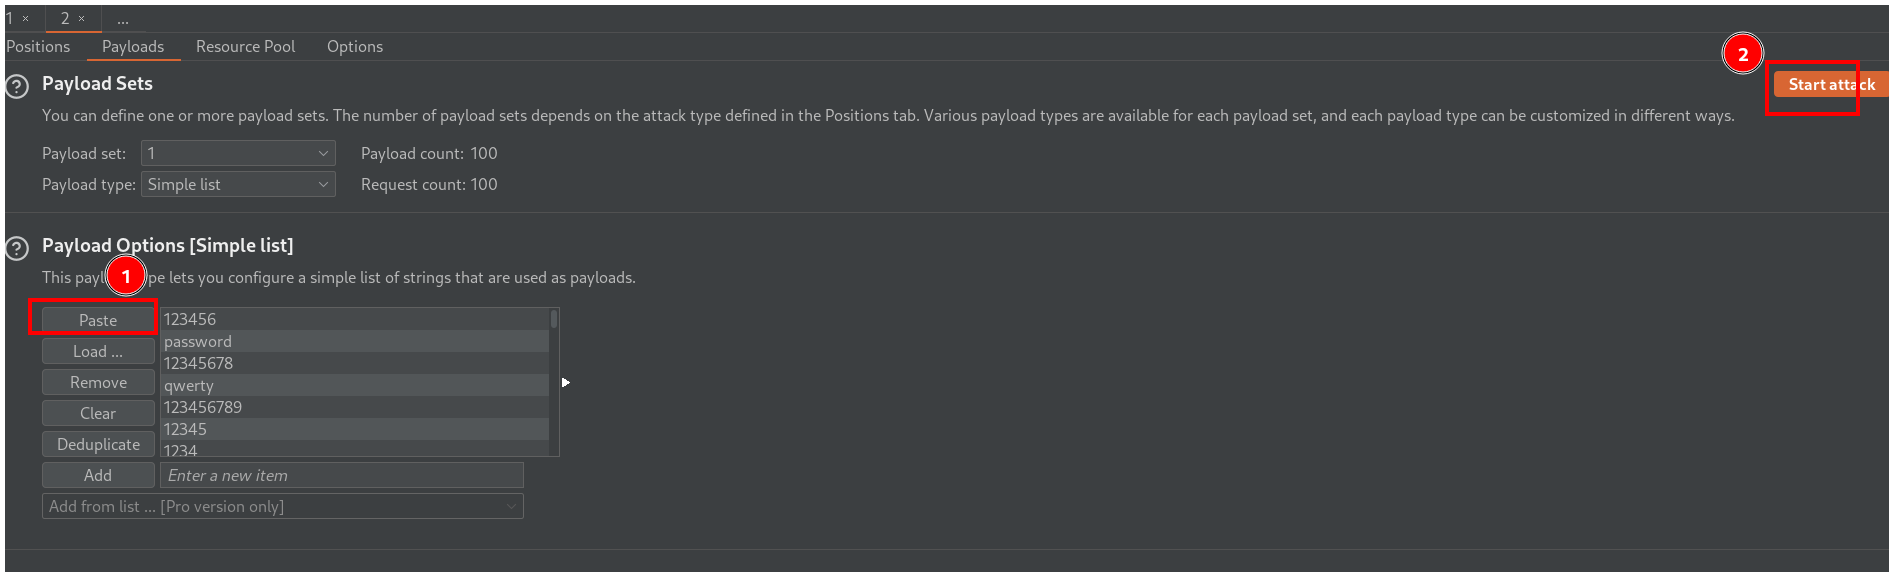 1 × 2 × ...
Positions Payloads Resource Pool Options
2
? Payload Sets Start attack
You can define one or more payload sets. The number of payload sets depends on the attack type defined in the Positions tab. Various payload types are available for each payload set, and each payload type can be customized in different ways.
Payload set: 1 Payload count: 100
Payload type: Simple list Request count: 100
? Payload Options [Simple list]
1
This payl pe lets you configure a simple list of strings that are used as payloads.
Paste 123456
password
Load ... 12345678
Remove qwerty
123456789
Clear 12345
Deduplicate 1234
Add Enter a new item
Add from list ... [Pro version only]